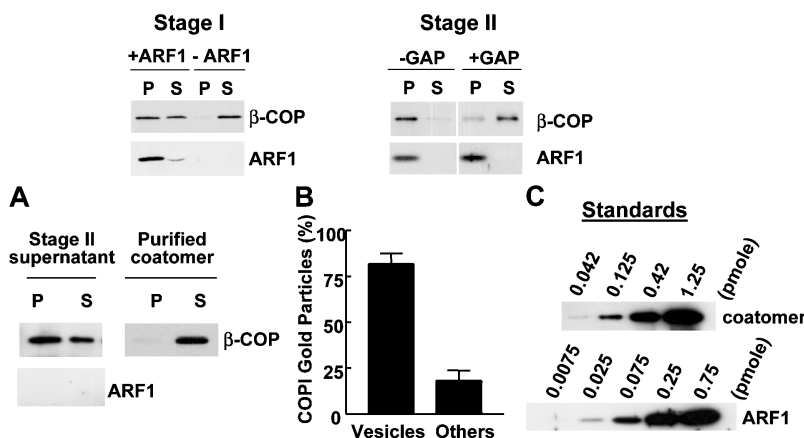 Stage I
+ARF1 - ARF1
P S P S
β-COP
ARF1
Stage II
-GAP +GAP
P S P S
β-COP
ARF1
A
Stage II supernatant
Purified coatomer
P S P S
β-COP
ARF1
B
COPI Gold Particles (%)
100
75
50
25
0
Vesicles Others
C
Standards
0.042 0.125 0.42 1.25 (pmole)
coatomer
0.0075 0.025 0.075 0.25 0.75 (pmole)
ARF1